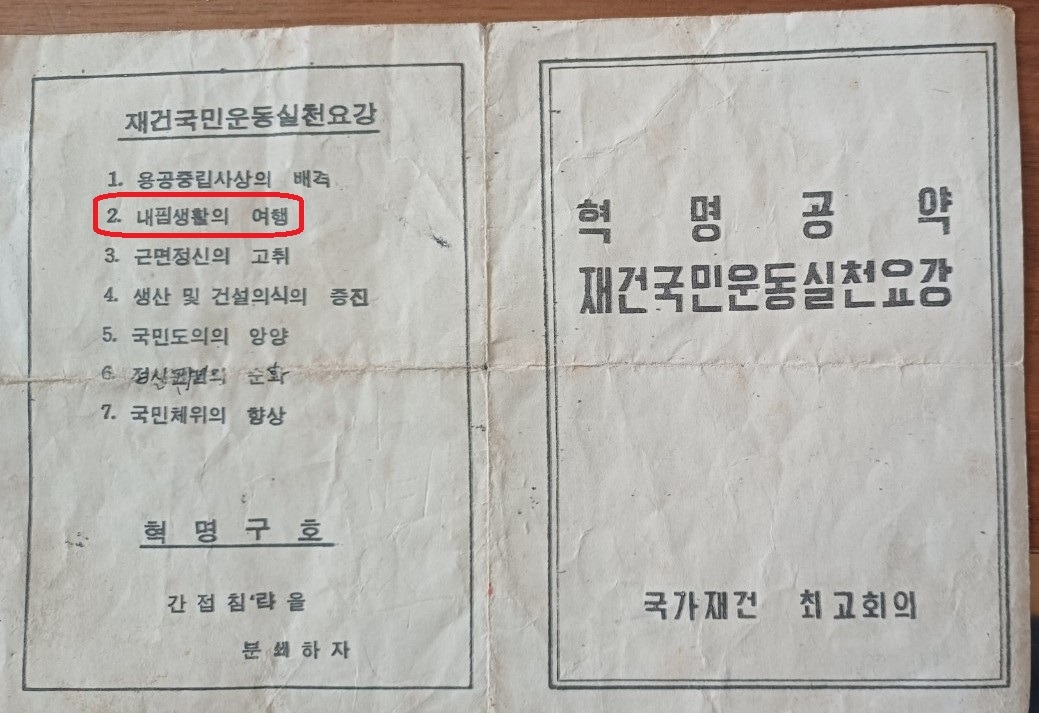 재건국민운동실천요강
1. 용공중립사상의 배격
2. 내핍생활의 여행
3. 근면정신의 고취
4. 생산 및 건설의식의 증진
5. 국민도의의 앙양
6. 순화
7. 국민체위의 향상
혁 명 구 호
간 접 침 략 을
분 쇄 하 자
혁 명 공 약
재건국민운동실천요강
국가재건 최고회의